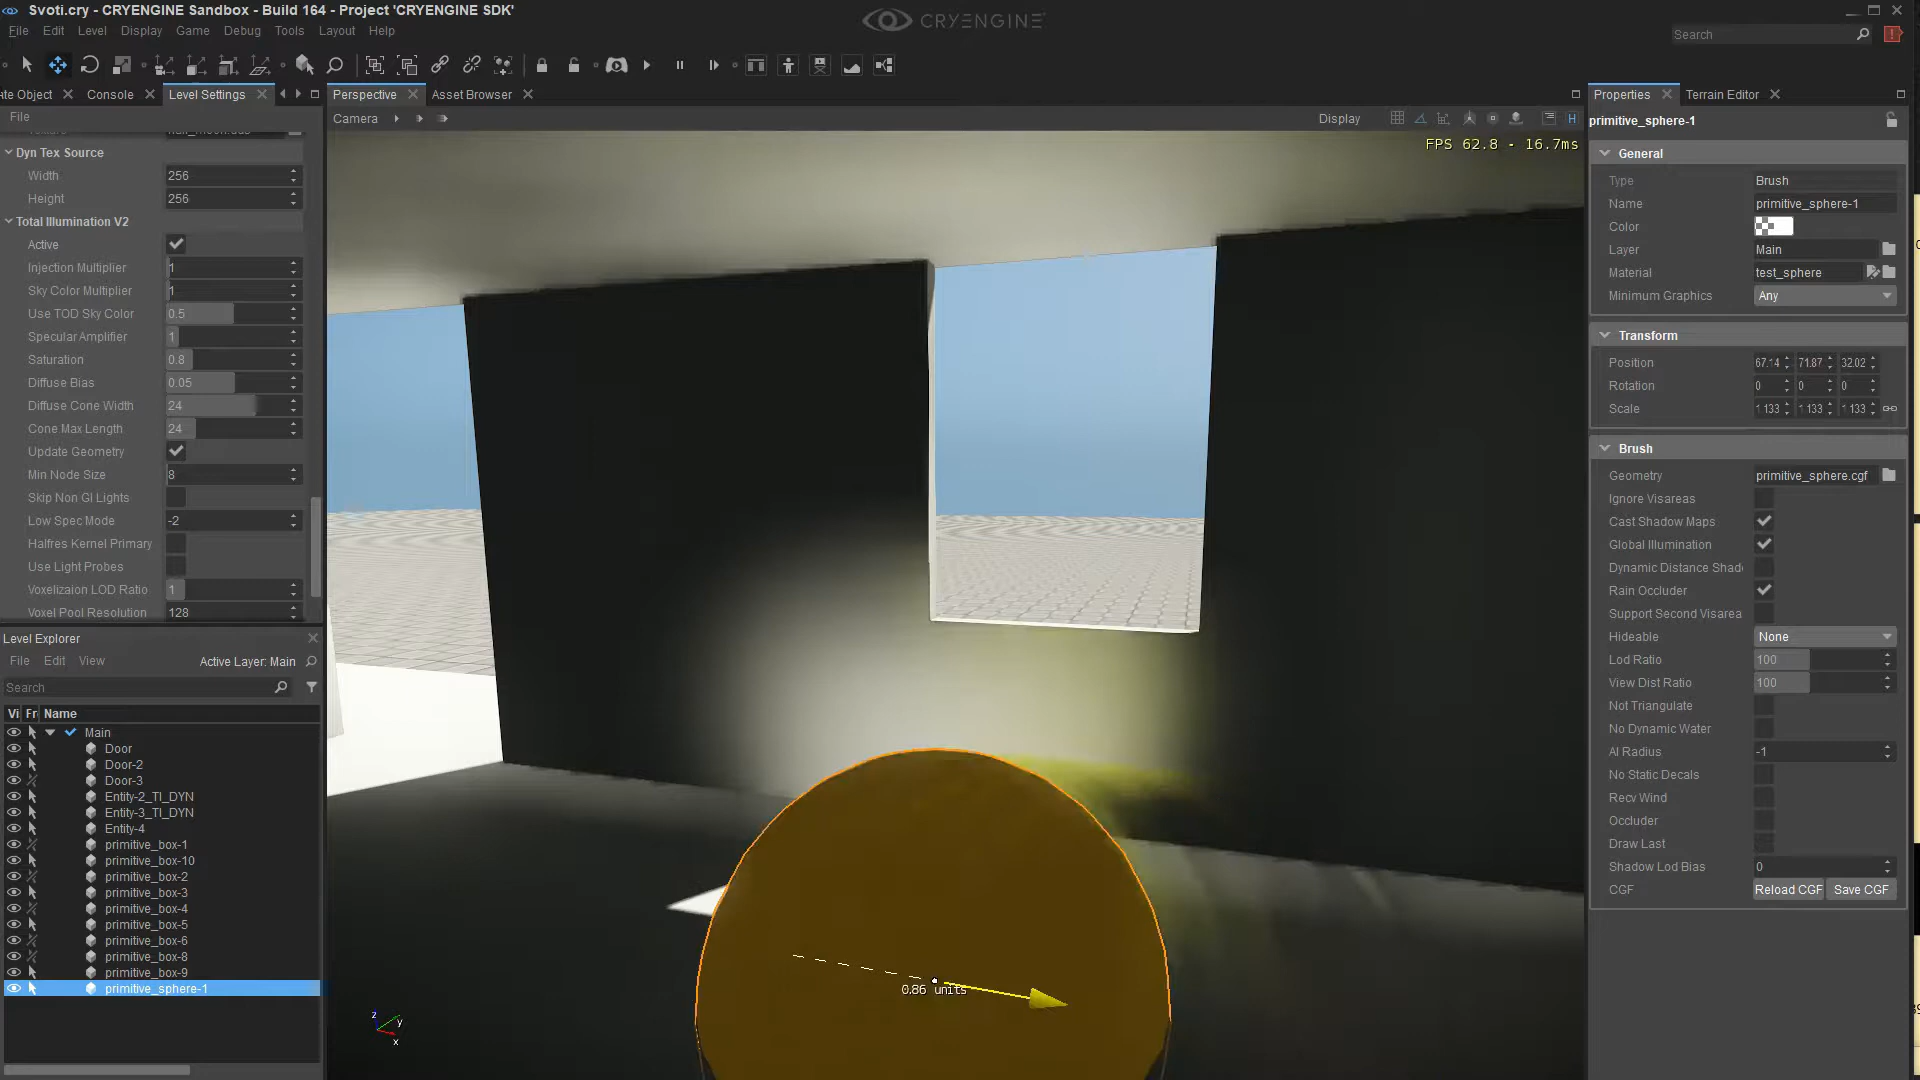 Svoti.cry - CRYENGINE Sandbox - Build 164 - Project 'CRYENGINE SDK'
CRYENGINE
File Edit Level Display Game Debug Tools Layout Help
Search
te Object
Console
Level Settings
Perspective
Asset Browser
Properties
Terrain Editor
File
Camera
Display
H
FPS 62.8 - 16.7ms
Dyn Tex Source
Width 256
Height 256
Total Illumination V2
Active
Injection Multiplier 1
Sky Color Multiplier 1
Use TOD Sky Color 0.5
Specular Amplifier 1
Saturation 0.8
Diffuse Bias 0.05
Diffuse Cone Width 24
Cone Max Length 24
Update Geometry
Min Node Size 8
Skip Non GI Lights
Low Spec Mode -2
Halfres Kernel Primary
Use Light Probes
Voxelizaion LOD Ratio 1
Voxel Pool Resolution 128
Level Explorer
File Edit View Active Layer: Main
Search
Vi Fr Name
Main
Door
Door-2
Door-3
Entity-2_TI_DYN
Entity-3_TI_DYN
Entity-4
primitive_box-1
primitive_box-10
primitive_box-2
primitive_box-3
primitive_box-4
primitive_box-5
primitive_box-6
primitive_box-8
primitive_box-9
primitive_sphere-1
0.86 units
z
y
x
primitive_sphere-1
General
Type Brush
Name primitive_sphere-1
Color
Layer Main
Material test_sphere
Minimum Graphics Any
Transform
Position 67.14 71.87 32.02
Rotation 0 0 0
Scale 1.133 1.133 1.133
Brush
Geometry primitive_sphere.cgf
Ignore Visareas
Cast Shadow Maps
Global Illumination
Dynamic Distance Shad
Rain Occluder
Support Second Visarea
Hideable None
Lod Ratio 100
View Dist Ratio 100
Not Triangulate
No Dynamic Water
AI Radius -1
No Static Decals
Recv Wind
Occluder
Draw Last
Shadow Lod Bias 0
CGF Reload CGF Save CGF